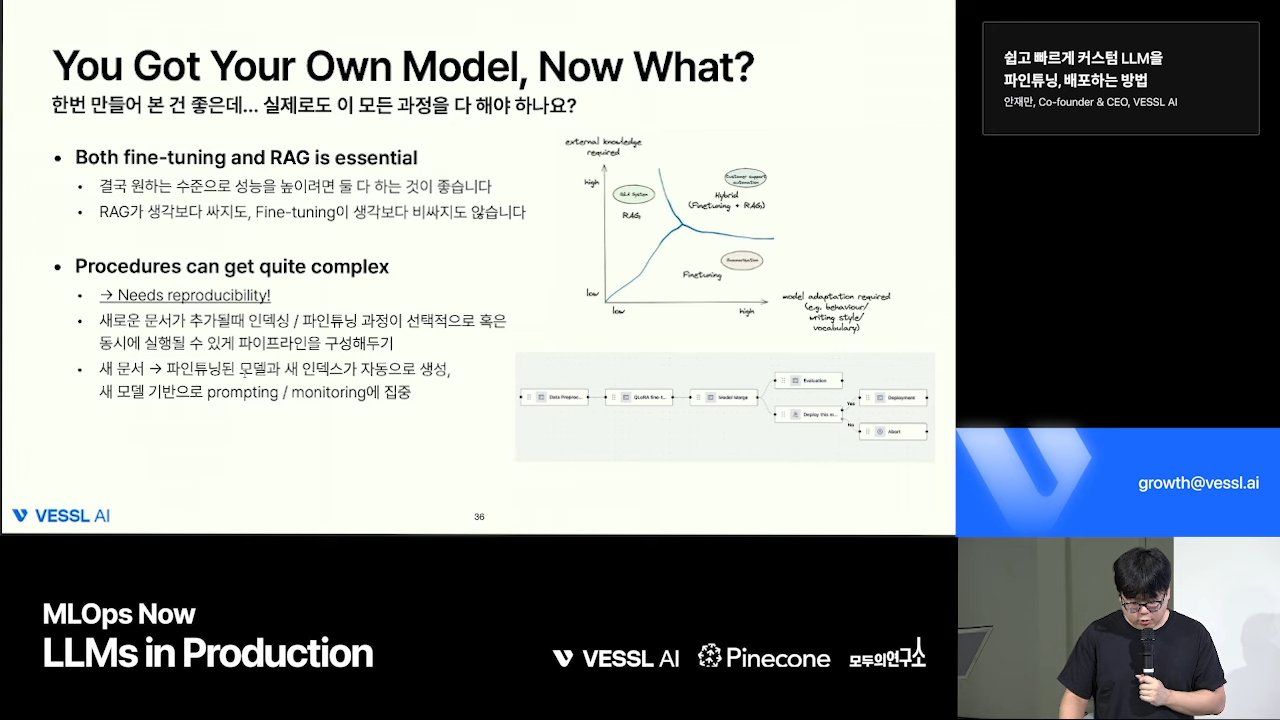 You Got Your Own Model, Now What?
한번 만들어 본 건 좋은데... 실제로도 이 모든 과정을 다 해야 하나요?
• Both fine-tuning and RAG is essential
• 결국 원하는 수준으로 성능을 높이려면 둘 다 하는 것이 좋습니다
• RAG가 생각보다 싸지도, Fine-tuning이 생각보다 비싸지도 않습니다
• Procedures can get quite complex
• → Needs reproducibility!
• 새로운 문서가 추가될때 인덱싱 / 파인튜닝 과정이 선택적으로 혹은
동시에 실행될 수 있게 파이프라인을 구성해두기
• 새 문서 → 파인튜닝된 모델과 새 인덱스가 자동으로 생성,
새 모델 기반으로 prompting / monitoring에 집중
external knowledge
required
high
low
low
high
Q&A System
RAG
Customer support
automation
Hybrid
(Finetuning + RAG)
Summarization
Finetuning
model adaptation required
(e.g. behaviour/
writing style/
vocabulary)
Data Preproc...
QLoRA fine-t...
Model Merge
Evaluation
Deploy this m...
Yes
No
Deployment
Abort
VESSL AI
36
쉽고 빠르게 커스텀 LLM을
파인튜닝, 배포하는 방법
안재만, Co-founder & CEO, VESSL AI
growth@vessl.ai
MLOps Now
LLMs in Production
VESSL AI
Pinecone
모두의연구소